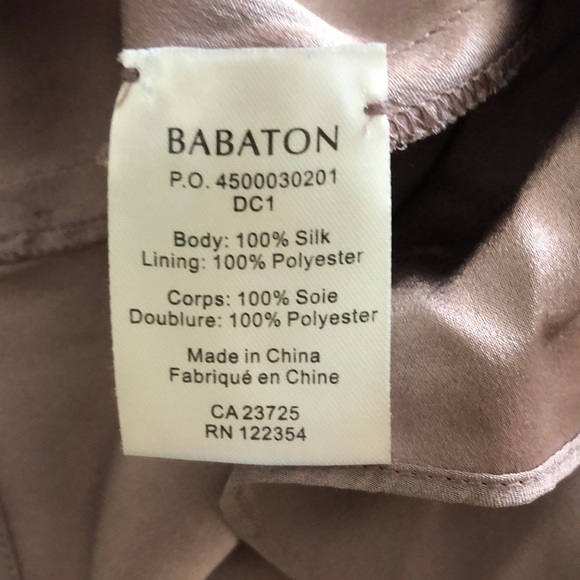 BABATON
P.O. 4500030201
DC1
Body: 100% Silk
Lining: 100% Polyester
Corps: 100% Soie
Doublure: 100% Polyester
Made in China
Fabriqué en Chine
CA 23725
RN 122354